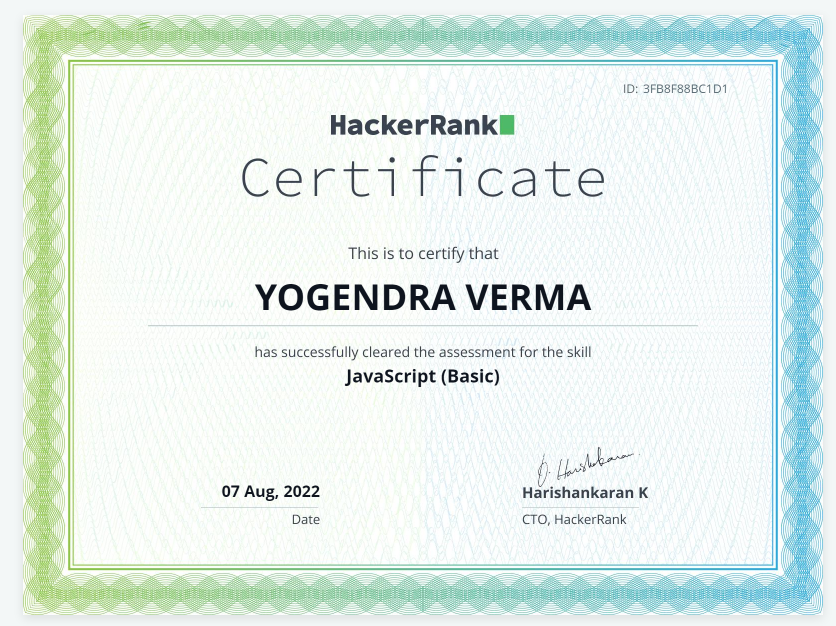 ID: 3FB8F88BC1D1
HackerRank
Certificate
This is to certify that
YOGENDRA VERMA
has successfully cleared the assessment for the skill
JavaScript (Basic)
O. Harishankaran
07 Aug, 2022
Harishankaran K
Date
CTO, HackerRank